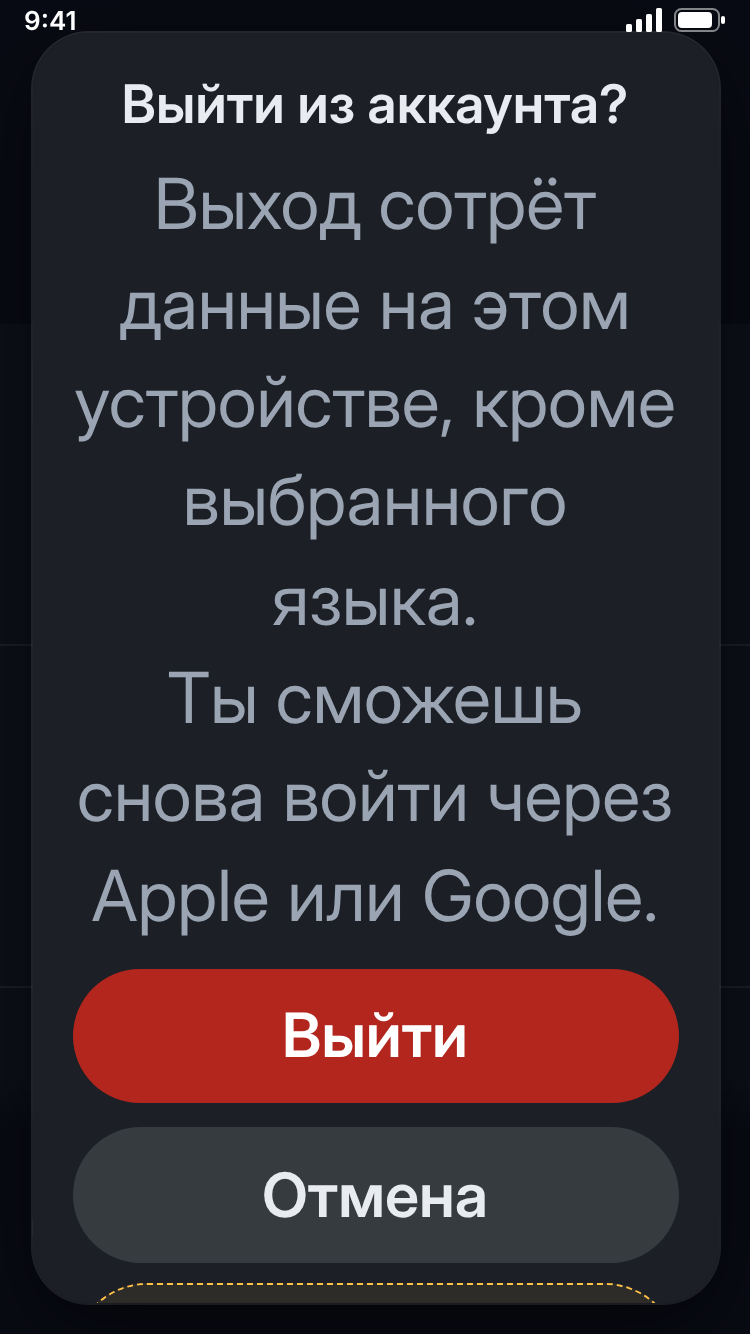 9:41
Выйти из аккаунта?
Выход сотрёт
данные на этом
устройстве, кроме
выбранного
языка.
Ты сможешь
снова войти через
Apple или Google.
Выйти
Отмена